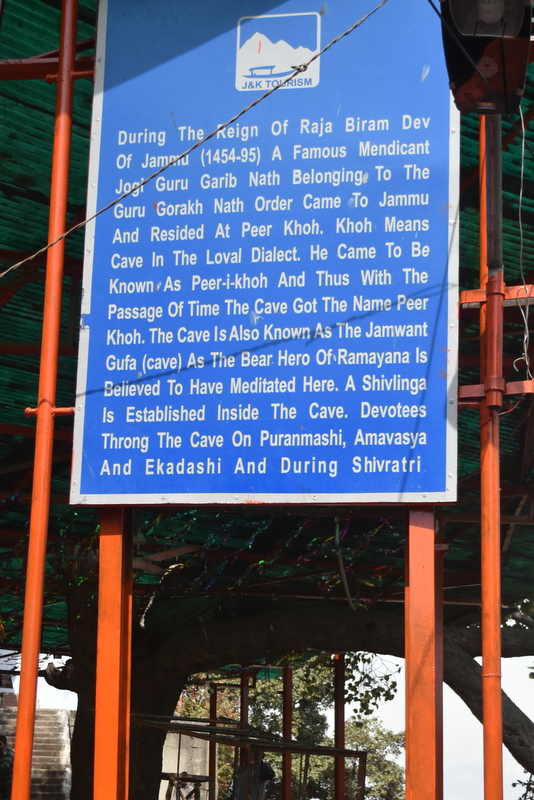 J&K TOURISM
During The Reign Of Raja Biram Dev
Of Jammu (1454-95) A Famous Mendicant
Jogi Guru Garib Nath Belonging To The
Guru Gorakh Nath Order Came To Jammu
And Resided At Peer Khoh. Khoh Means
Cave In The Loval Dialect. He Came To Be
Known As Peer-i-khoh And Thus With The
Passage Of Time The Cave Got The Name Peer
Khoh. The Cave Is Also Known As The Jamwant
Gufa (cave) As The Bear Hero Of Ramayana Is
Believed To Have Meditated Here. A Shivlinga
Is Established Inside The Cave. Devotees
Throng The Cave On Puranmashi, Amavasya
And Ekadashi And During Shivratri